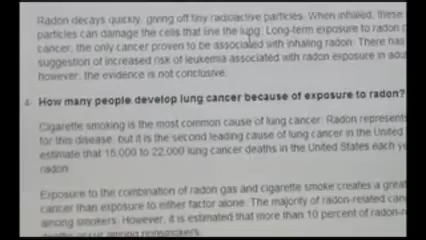 Radon decays quickly, giving off tiny radioactive particles. When inhaled, these
particles can damage the cells that line the lung. Long-term exposure to radon
cancer, the only cancer proven to be associated with inhaling radon. There has
suggestion of increased risk of leukemia associated with radon exposure in
however, the evidence is not conclusive.
4. How many people develop lung cancer because of exposure to radon?
Cigarette smoking is the most common cause of lung cancer. Radon represents
for this disease, but it is the second leading cause of lung cancer in the United
estimate that 15,000 to 22,000 lung cancer deaths in the United States each
radon
Exposure to the combination of radon gas and cigarette smoke creates a
cancer than exposure to either factor alone. The majority of radon-related
among smokers. However, it is estimated that more than 10 percent of
deaths occur among nonsmokers.